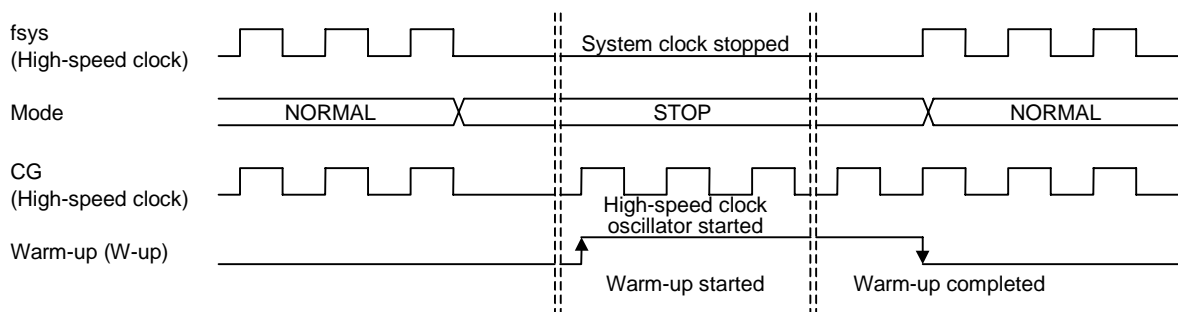 fsys
(High-speed clock)
System clock stopped
Mode
NORMAL
STOP
NORMAL
CG
(High-speed clock)
High-speed clock
oscillator started
Warm-up (W-up)
Warm-up started
Warm-up completed